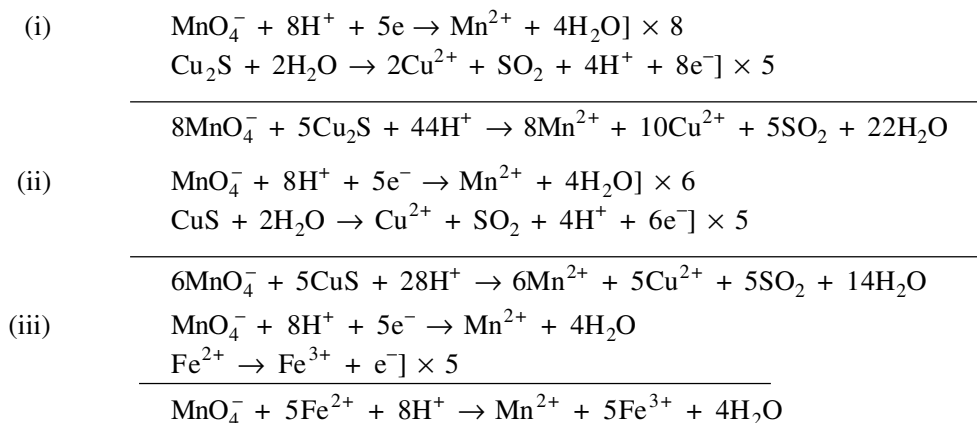 (i) MnO₄⁻ + 8H⁺ + 5e → Mn²⁺ + 4H₂O] × 8
Cu₂S + 2H₂O → 2Cu²⁺ + SO₂ + 4H⁺ + 8e⁻] × 5
8MnO₄⁻ + 5Cu₂S + 44H⁺ → 8Mn²⁺ + 10Cu²⁺ + 5SO₂ + 22H₂O
(ii) MnO₄⁻ + 8H⁺ + 5e⁻ → Mn²⁺ + 4H₂O] × 6
CuS + 2H₂O → Cu²⁺ + SO₂ + 4H⁺ + 6e⁻] × 5
6MnO₄⁻ + 5CuS + 28H⁺ → 6Mn²⁺ + 5Cu²⁺ + 5SO₂ + 14H₂O
(iii) MnO₄⁻ + 8H⁺ + 5e⁻ → Mn²⁺ + 4H₂O
Fe²⁺ → Fe³⁺ + e⁻] × 5
MnO₄⁻ + 5Fe²⁺ + 8H⁺ → Mn²⁺ + 5Fe³⁺ + 4H₂O